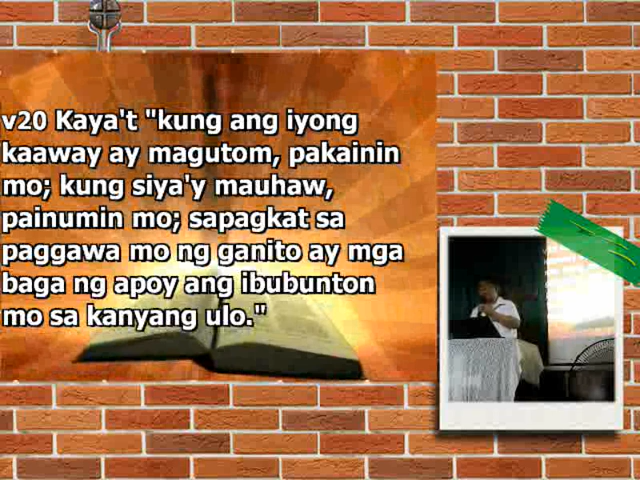 v20 Kaya't "kung ang iyong
kaaway ay magutom, pakainin
mo; kung siya'y mauhaw,
painumin mo; sapagkat sa
paggawa mo ng ganito ay mga
baga ng apoy ang ibubunton
mo sa kanyang ulo."